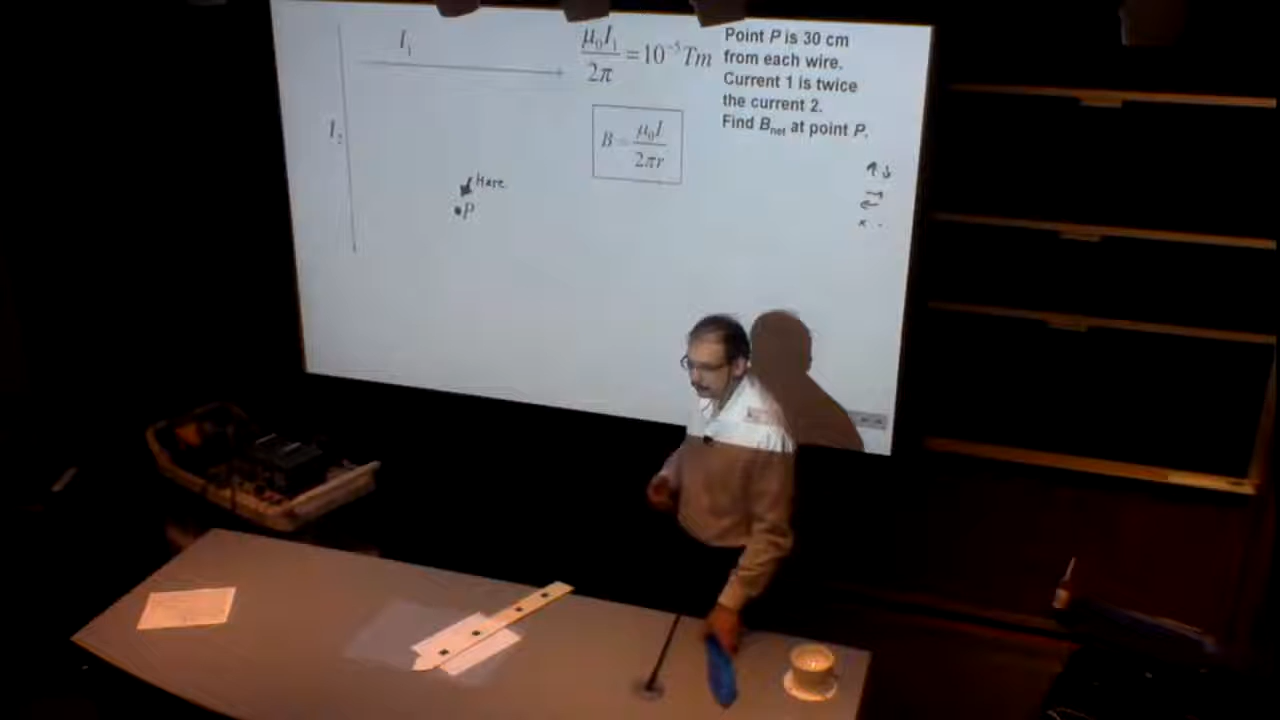 I₁
μ₀I₁/2π = 10⁻⁵ Tm
Point P is 30 cm
from each wire.
Current 1 is twice
the current 2.
Find Bnet at point P.
I₂
B = μ₀I/2πr
Here
P